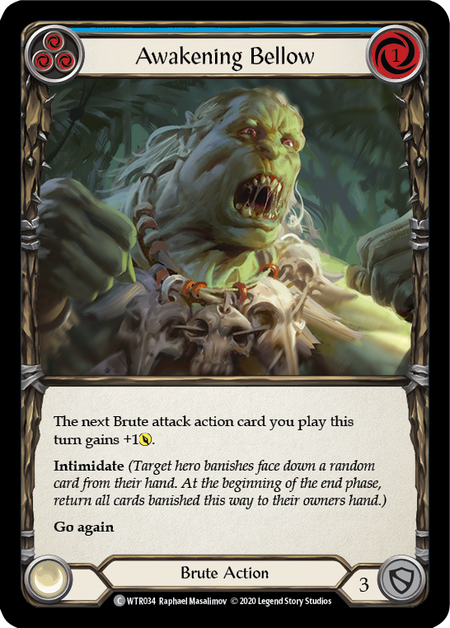 Awakening Bellow
1
The next Brute attack action card you play this
turn gains +1.
Intimidate (Target hero banishes face down a random
card from their hand. At the beginning of the end phase,
return all cards banished this way to their owners hand.)
Go again
Brute Action
3
C WTR034 Raphael Masalimov © 2020 Legend Story Studios